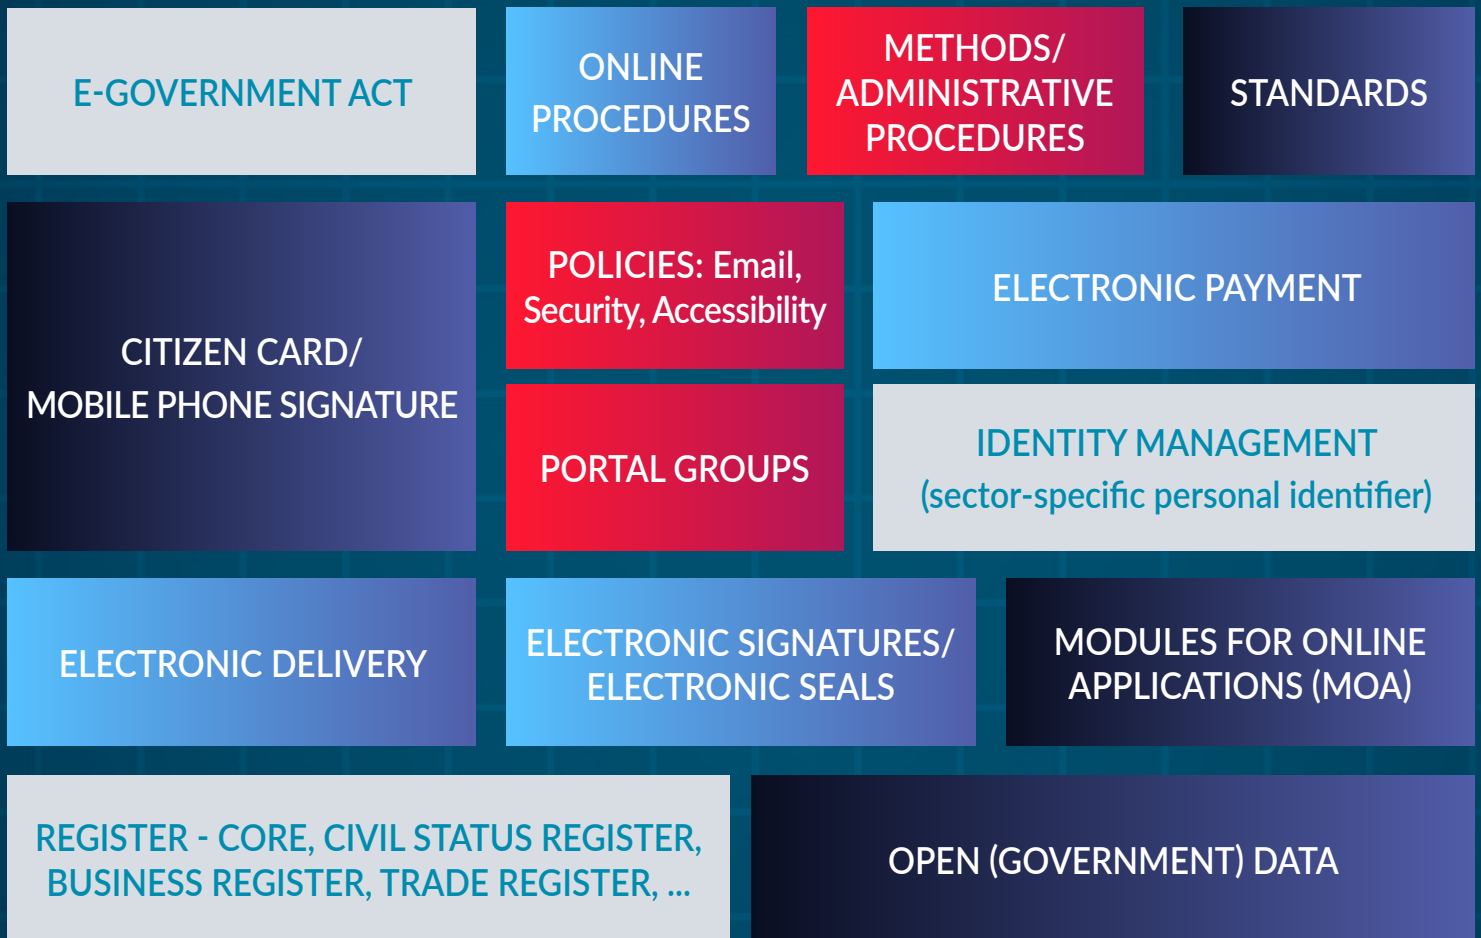 E-GOVERNMENT ACT
ONLINE
PROCEDURES
METHODS/
ADMINISTRATIVE
PROCEDURES
STANDARDS
CITIZEN CARD/
MOBILE PHONE SIGNATURE
POLICIES: Email,
Security, Accessibility
ELECTRONIC PAYMENT
PORTAL GROUPS
IDENTITY MANAGEMENT
(sector-specific personal identifier)
ELECTRONIC DELIVERY
ELECTRONIC SIGNATURES/
ELECTRONIC SEALS
MODULES FOR ONLINE
APPLICATIONS (MOA)
REGISTER - CORE, CIVIL STATUS REGISTER,
BUSINESS REGISTER, TRADE REGISTER, ...
OPEN (GOVERNMENT) DATA